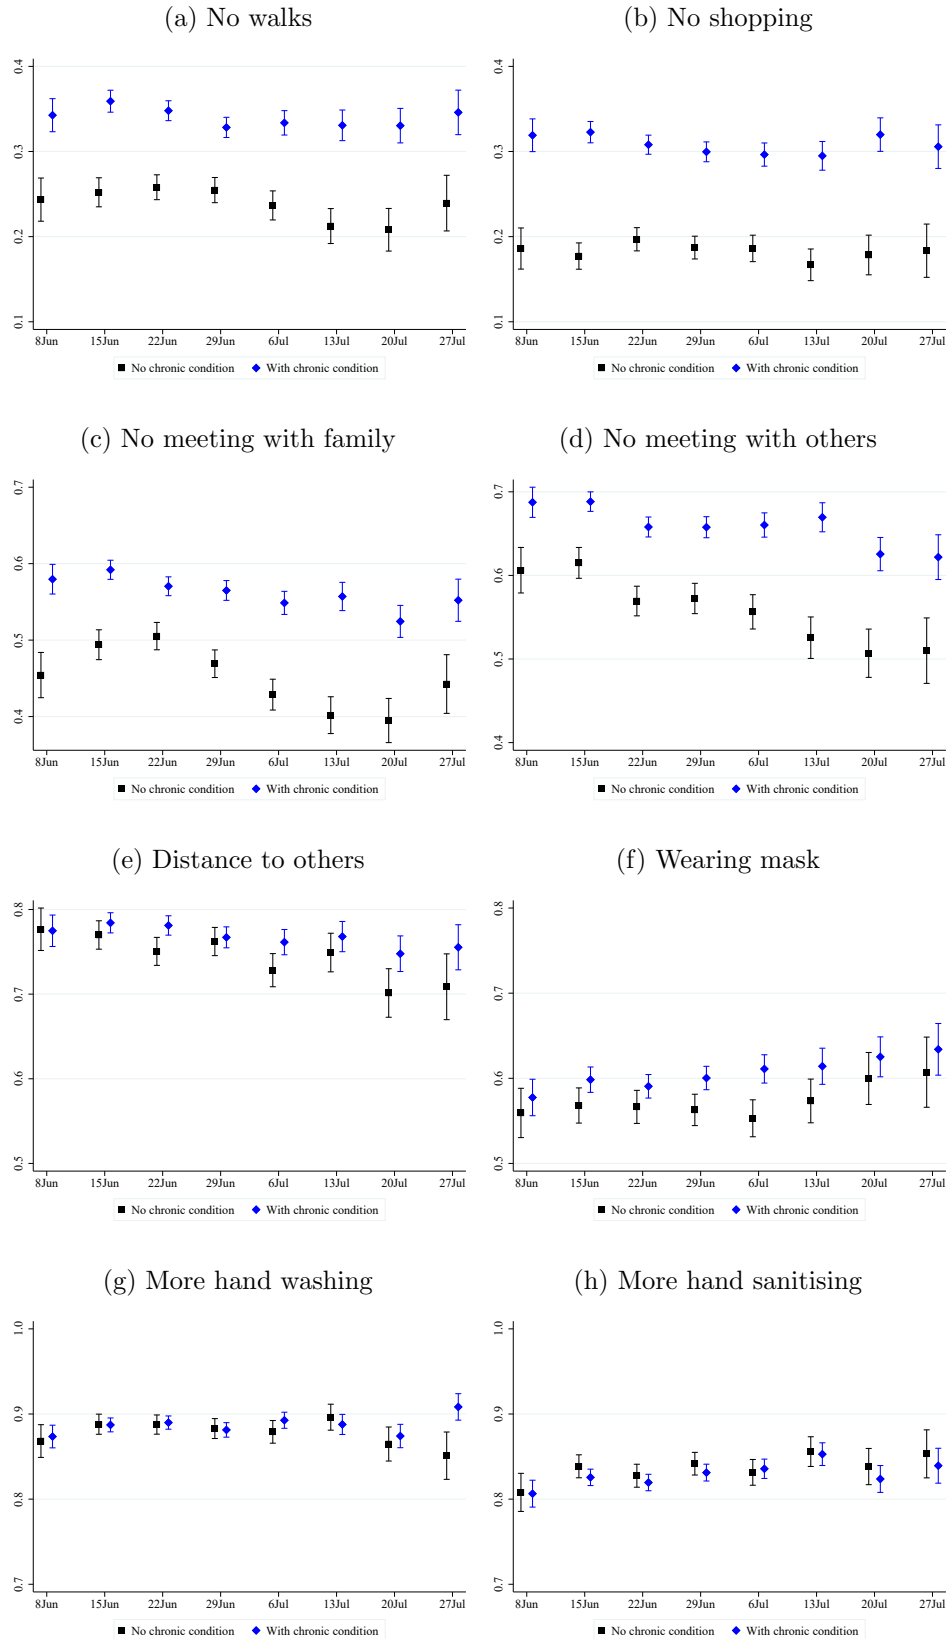 (a) No walks
(b) No shopping
0.4
0.3
0.2
0.1
8Jun 15Jun 22Jun 29Jun 6Jul 13Jul 20Jul 27Jul
No chronic condition With chronic condition
0.4
0.3
0.2
0.1
8Jun 15Jun 22Jun 29Jun 6Jul 13Jul 20Jul 27Jul
No chronic condition With chronic condition
(c) No meeting with family
(d) No meeting with others
0.7
0.6
0.5
0.4
8Jun 15Jun 22Jun 29Jun 6Jul 13Jul 20Jul 27Jul
No chronic condition With chronic condition
0.7
0.6
0.5
0.4
8Jun 15Jun 22Jun 29Jun 6Jul 13Jul 20Jul 27Jul
No chronic condition With chronic condition
(e) Distance to others
(f) Wearing mask
0.8
0.7
0.6
0.5
8Jun 15Jun 22Jun 29Jun 6Jul 13Jul 20Jul 27Jul
No chronic condition With chronic condition
0.8
0.7
0.6
0.5
8Jun 15Jun 22Jun 29Jun 6Jul 13Jul 20Jul 27Jul
No chronic condition With chronic condition
(g) More hand washing
(h) More hand sanitising
1.0
0.9
0.8
0.7
8Jun 15Jun 22Jun 29Jun 6Jul 13Jul 20Jul 27Jul
No chronic condition With chronic condition
1.0
0.9
0.8
0.7
8Jun 15Jun 22Jun 29Jun 6Jul 13Jul 20Jul 27Jul
No chronic condition With chronic condition